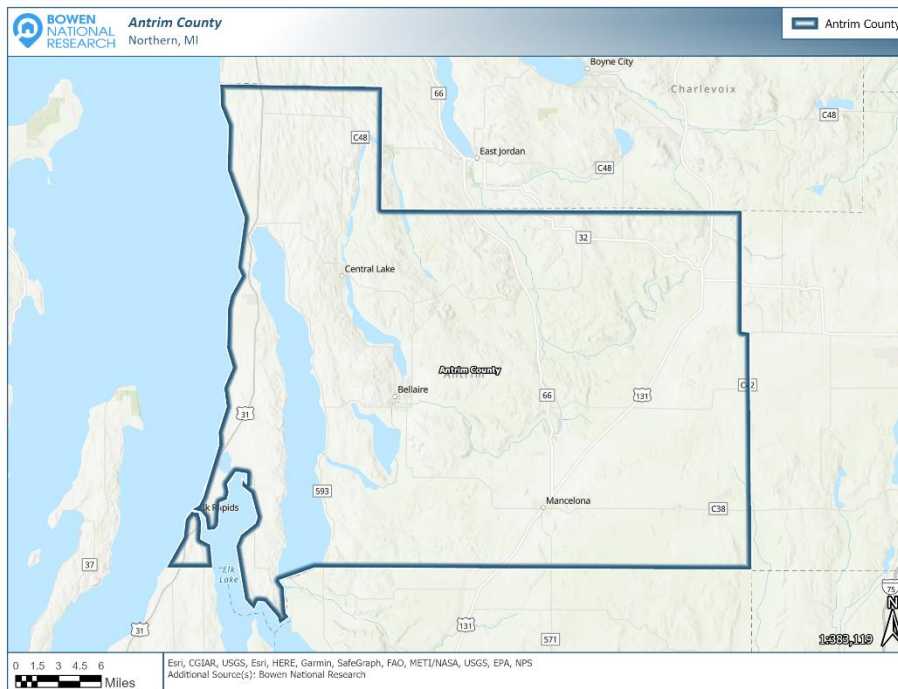 BOWEN
NATIONAL
RESEARCH
Antrim County
Northern, MI
Antrim County
Boyne City
Charlevoix
66
C48
C48
East Jordan
C48
32
Central Lake
Antrim County
Antrim
Bellaire
31
66
131
C42
593
Elk Rapids
Mancelona
C38
37
Elk
Lake
75
31
131
571
N
1:383,119
0 1.5 3 4.5 6
Miles
Esri, CGIAR, USGS, Esri, HERE, Garmin, SafeGraph, FAO, METI/NASA, USGS, EPA, NPS
Additional Source(s): Bowen National Research